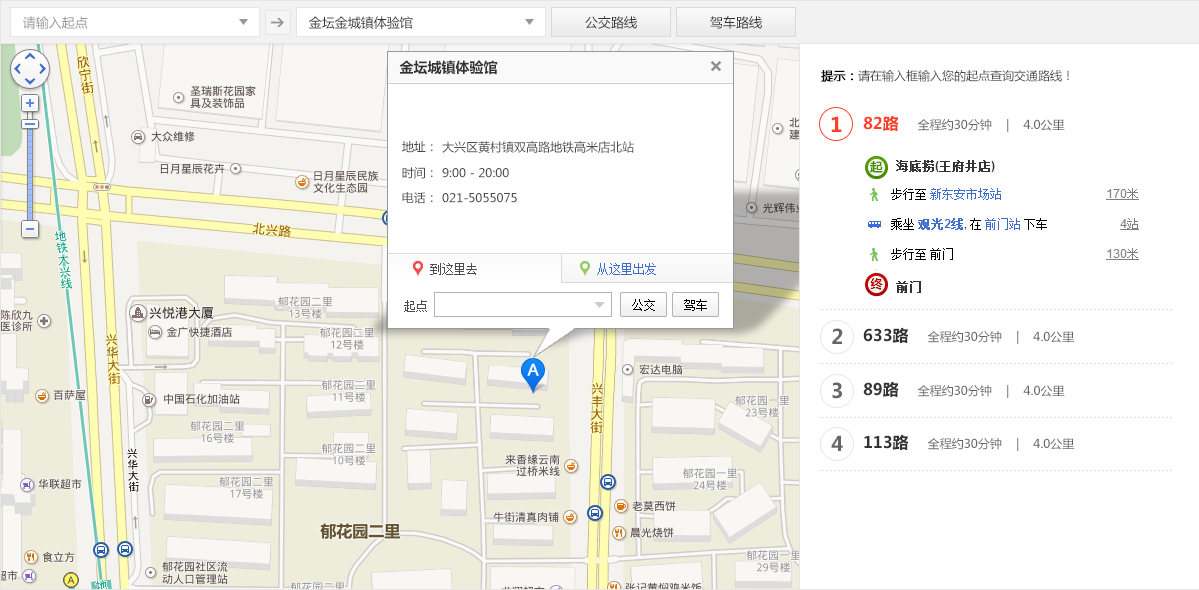 请输入起点
金坛金城镇体验馆
公交路线
驾车路线
欣宁街
圣瑞斯花园家
具及装饰品
大众维修
日月星辰花卉
日月星辰民族
文化生态园
北兴路
地铁大兴线
金坛城镇体验馆
地址： 大兴区黄村镇双高路地铁高米店北站
时间： 9:00 - 20:00
电话： 021-5055075
到这里去
从这里出发
起点
公交
驾车
北
建
光辉伟业
陈欣九
医诊所
兴悦港大厦
金广快捷酒店
兴华大街
郁花园二里
13号楼
郁花园二里
12号楼
郁花园二里
11号楼
百萨屋
中国石化加油站
郁花园二里
16号楼
郁花园二里
10号楼
兴华大街
华联超市
郁花园二里
17号楼
郁花园二里
食立方
超市
A
郁花园社区流
动人口管理站
郁花园二里
A
宏达电脑
兴丰大街
郁花园一里
23号楼
来香缘云南
过桥米线
郁花园一里
24号楼
老莫西饼
牛街清真肉铺
晨光烧饼
郁花园一里
29号楼
张记黄焖鸡米饭
提示：请在输入框输入您的起点查询交通路线！
1 82路 全程约30分钟 | 4.0公里
起 海底捞(王府井店)
步行至 新东安市场站 170米
乘坐 观光2线, 在 前门站 下车 4站
步行至 前门 130米
终 前门
2 633路 全程约30分钟 | 4.0公里
3 89路 全程约30分钟 | 4.0公里
4 113路 全程约30分钟 | 4.0公里